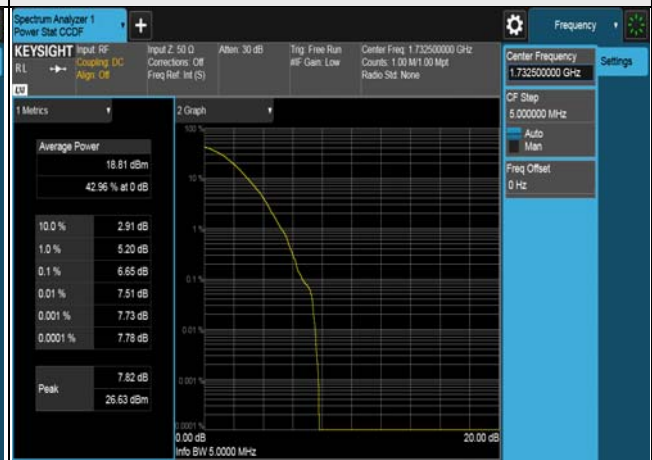 Spectrum Analyzer 1
Power Stat CCDF
+
Frequency
KEYSIGHT
RL
LXI
Input: RF
Coupling: DC
Align: Off
Input Z: 50 Ω
Corrections: Off
Freq Ref: Int (S)
Atten: 30 dB
Trig: Free Run
#IF Gain: Low
Center Freq: 1.732500000 GHz
Counts: 1.00 M/1.00 Mpt
Radio Std: None
1 Metrics
Average Power
18.81 dBm
42.96 % at 0 dB
10.0 % 2.91 dB
1.0 % 5.20 dB
0.1 % 6.65 dB
0.01 % 7.51 dB
0.001 % 7.73 dB
0.0001 % 7.78 dB
Peak
7.82 dB
26.63 dBm
2 Graph
100 %
10 %
1 %
0.1 %
0.01 %
0.001 %
0.0001 %
0.00 dB
20.00 dB
Info BW 5.0000 MHz
Center Frequency
1.732500000 GHz
CF Step
5.000000 MHz
Auto
Man
Freq Offset
0 Hz
Settings